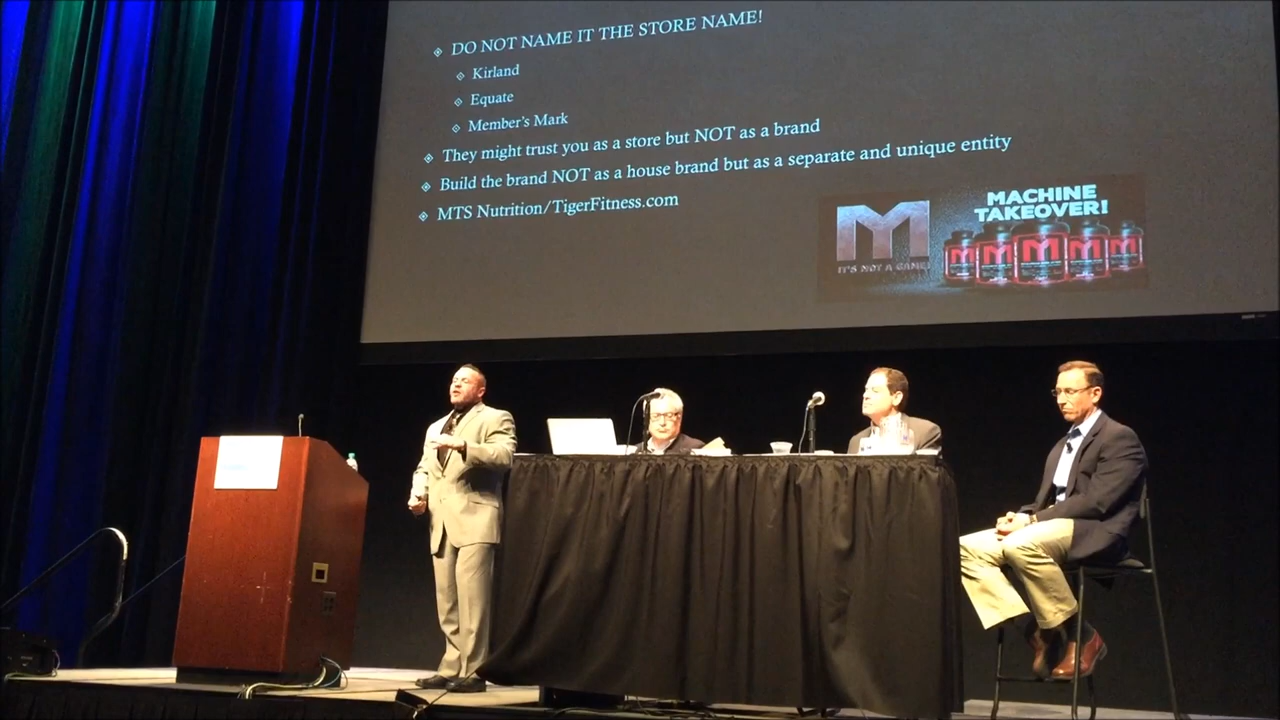 DO NOT NAME IT THE STORE NAME!
Kirland
Equate
Member's Mark
They might trust you as a store but NOT as a brand
Build the brand NOT as a house brand but as a separate and unique entity
MTS Nutrition/TigerFitness.com
MACHINE
TAKEOVER!
M
IT'S NOT A GAME!
M
M
M
M
M